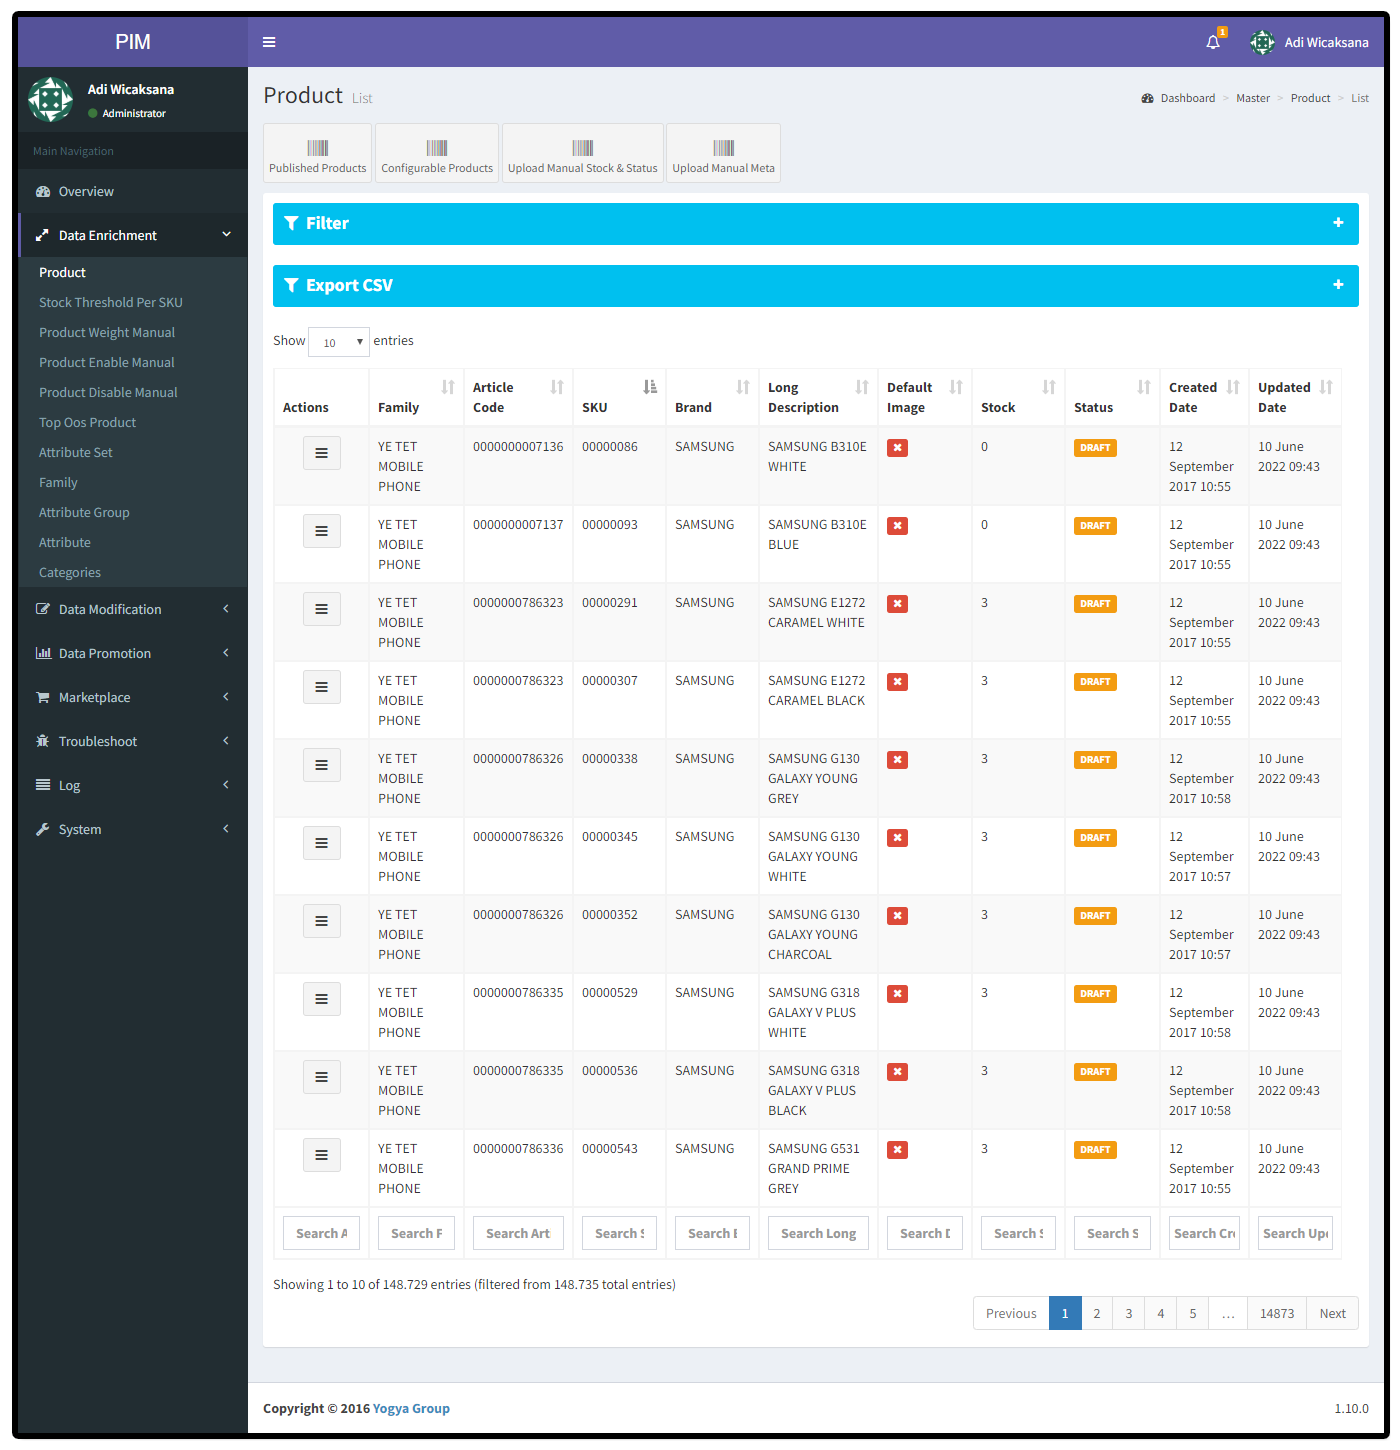 PIM
1
Adi Wicaksana
Adi Wicaksana
Administrator
Main Navigation
Overview
Data Enrichment
Product
Stock Threshold Per SKU
Product Weight Manual
Product Enable Manual
Product Disable Manual
Top Oos Product
Attribute Set
Family
Attribute Group
Attribute
Categories
Data Modification
Data Promotion
Marketplace
Troubleshoot
Log
System
Product List
Dashboard > Master > Product > List
Published Products
Configurable Products
Upload Manual Stock & Status
Upload Manual Meta
Filter
Export CSV
Show 10 entries
Actions Family Article Code SKU Brand Long Description Default Image Stock Status Created Date Updated Date
YE TET MOBILE PHONE 0000000007136 00000086 SAMSUNG SAMSUNG B310E WHITE 0 DRAFT 12 September 2017 10:55 10 June 2022 09:43
YE TET MOBILE PHONE 0000000007137 00000093 SAMSUNG SAMSUNG B310E BLUE 0 DRAFT 12 September 2017 10:55 10 June 2022 09:43
YE TET MOBILE PHONE 0000000786323 00000291 SAMSUNG SAMSUNG E1272 CARAMEL WHITE 3 DRAFT 12 September 2017 10:55 10 June 2022 09:43
YE TET MOBILE PHONE 0000000786323 00000307 SAMSUNG SAMSUNG E1272 CARAMEL BLACK 3 DRAFT 12 September 2017 10:55 10 June 2022 09:43
YE TET MOBILE PHONE 0000000786326 00000338 SAMSUNG SAMSUNG G130 GALAXY YOUNG GREY 3 DRAFT 12 September 2017 10:58 10 June 2022 09:43
YE TET MOBILE PHONE 0000000786326 00000345 SAMSUNG SAMSUNG G130 GALAXY YOUNG WHITE 3 DRAFT 12 September 2017 10:57 10 June 2022 09:43
YE TET MOBILE PHONE 0000000786326 00000352 SAMSUNG SAMSUNG G130 GALAXY YOUNG CHARCOAL 3 DRAFT 12 September 2017 10:57 10 June 2022 09:43
YE TET MOBILE PHONE 0000000786335 00000529 SAMSUNG SAMSUNG G318 GALAXY V PLUS WHITE 3 DRAFT 12 September 2017 10:58 10 June 2022 09:43
YE TET MOBILE PHONE 0000000786335 00000536 SAMSUNG SAMSUNG G318 GALAXY V PLUS BLACK 3 DRAFT 12 September 2017 10:58 10 June 2022 09:43
YE TET MOBILE PHONE 0000000786336 00000543 SAMSUNG SAMSUNG G531 GRAND PRIME GREY 3 DRAFT 12 September 2017 10:55 10 June 2022 09:43
Search A Search F Search Art Search S Search E Search Long Search D Search S Search S Search Cre Search Up
Showing 1 to 10 of 148.729 entries (filtered from 148.735 total entries)
Previous 1 2 3 4 5 … 14873 Next
Copyright © 2016 Yogya Group
1.10.0